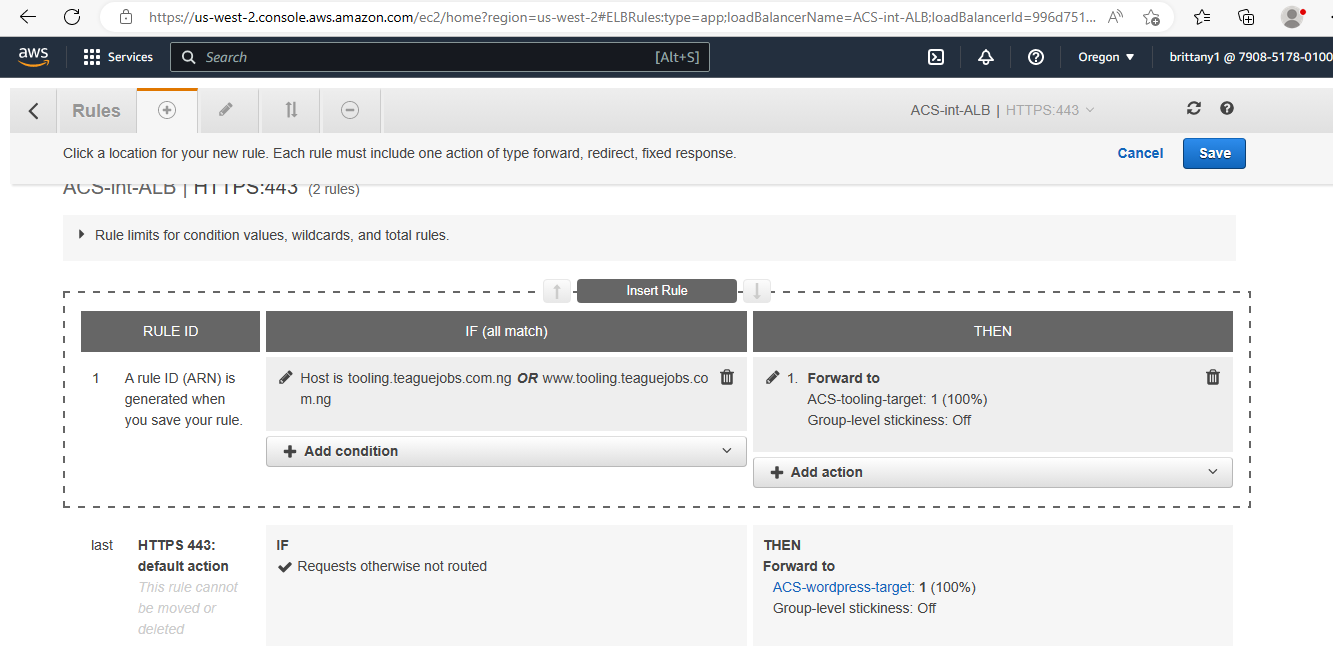 https://us-west-2.console.aws.amazon.com/ec2/home?region=us-west-2#ELBRules:type=app;loadBalancerName=ACS-int-ALB;loadBalancerId=996d751...
aws Services Search [Alt+S] Oregon brittany1 @ 7908-5178-0100
Rules ACS-int-ALB | HTTPS:443
Click a location for your new rule. Each rule must include one action of type forward, redirect, fixed response. Cancel Save
ACS-int-ALB | HTTPS:443 (2 rules)
Rule limits for condition values, wildcards, and total rules.
Insert Rule
RULE ID IF (all match) THEN
1 A rule ID (ARN) is generated when you save your rule.
Host is tooling.teaguejobs.com.ng OR www.tooling.teaguejobs.co
m.ng
Add condition
1. Forward to
ACS-tooling-target: 1 (100%)
Group-level stickiness: Off
Add action
last HTTPS 443:
default action
This rule cannot
be moved or
deleted
IF
Requests otherwise not routed
THEN
Forward to
ACS-wordpress-target: 1 (100%)
Group-level stickiness: Off